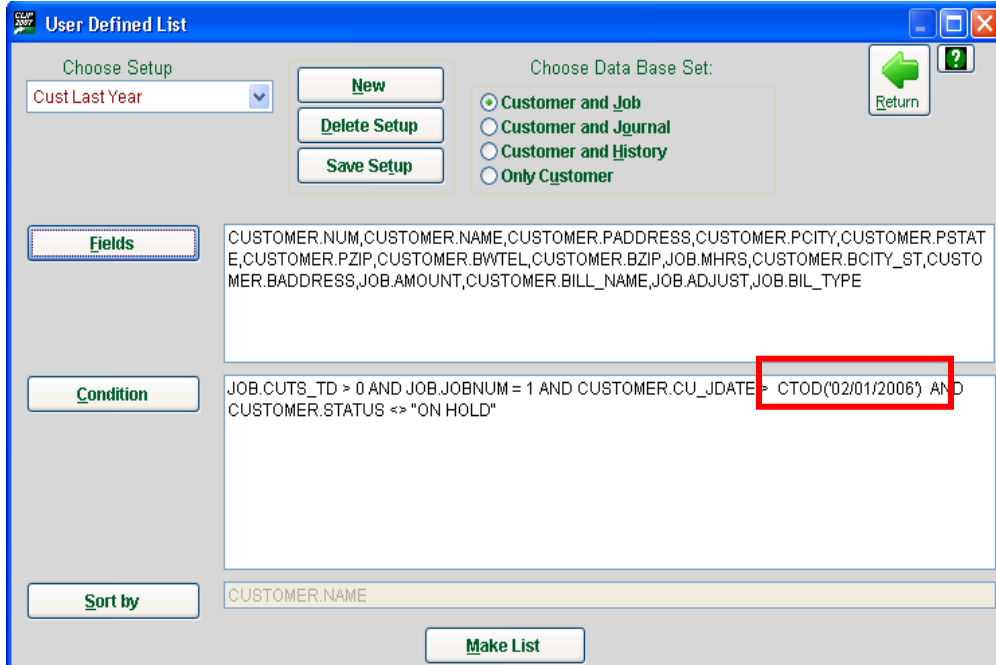 CLIP 2007 User Defined List
Choose Setup
Cust Last Year
New
Delete Setup
Save Setup
Choose Data Base Set:
Customer and Job
Customer and Journal
Customer and History
Only Customer
Return
?
Fields
CUSTOMER.NUM,CUSTOMER.NAME,CUSTOMER.PADDRESS,CUSTOMER.PCITY,CUSTOMER.PSTAT
E,CUSTOMER.PZIP,CUSTOMER.BWTEL,CUSTOMER.BZIP,JOB.MHRS,CUSTOMER.BCITY_ST,CUSTO
MER.BADDRESS,JOB.AMOUNT,CUSTOMER.BILL_NAME,JOB.ADJUST,JOB.BIL_TYPE
Condition
JOB.CUTS_TD > 0 AND JOB.JOBNUM = 1 AND CUSTOMER.CU_JDATE > CTOD('02/01/2006') AND
CUSTOMER.STATUS <> "ON HOLD"
Sort by
CUSTOMER.NAME
Make List